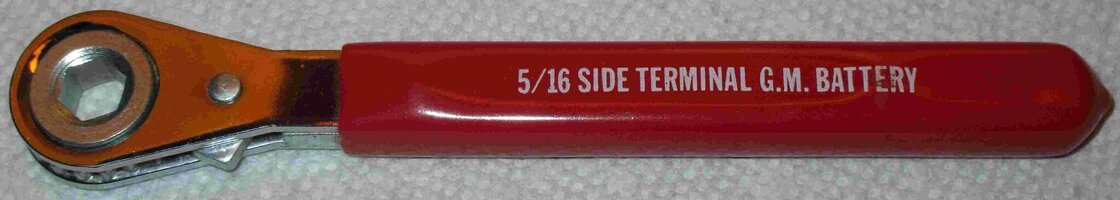 5/16 SIDE TERMINAL G.M. BATTERY